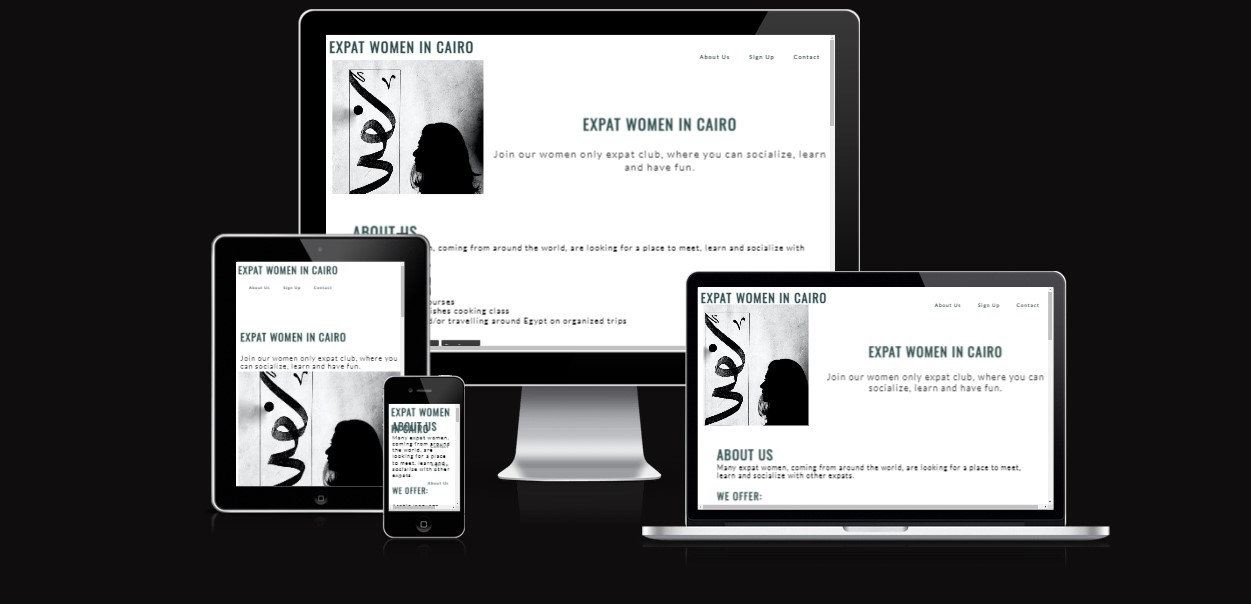 EXPAT WOMEN IN CAIRO
About Us Sign Up Contact
EXPAT WOMEN IN CAIRO
Join our women only expat club, where you can socialize, learn
and have fun.
ABOUT US
, coming from around the world, are looking for a place to meet, learn and socialize with
ourses
ishes cooking class
/or travelling around Egypt on organized trips
EXPAT WOMEN IN CAIRO
About Us Sign Up Contact
EXPAT WOMEN IN CAIRO
Join our women only expat club, where you
can socialize, learn and have fun.
EXPAT WOMEN
IN CAIRO
ABOUT US
Many expat women,
coming from around
the world, are
looking for a place
to meet, learn and
socialize with other
expats.
About Us
WE OFFER:
EXPAT WOMEN IN CAIRO
About Us Sign Up Contact
EXPAT WOMEN IN CAIRO
Join our women only expat club, where you can
socialize, learn and have fun.
ABOUT US
Many expat women, coming from around the world, are looking for a place to meet,
learn and socialize with other expats.
WE OFFER: